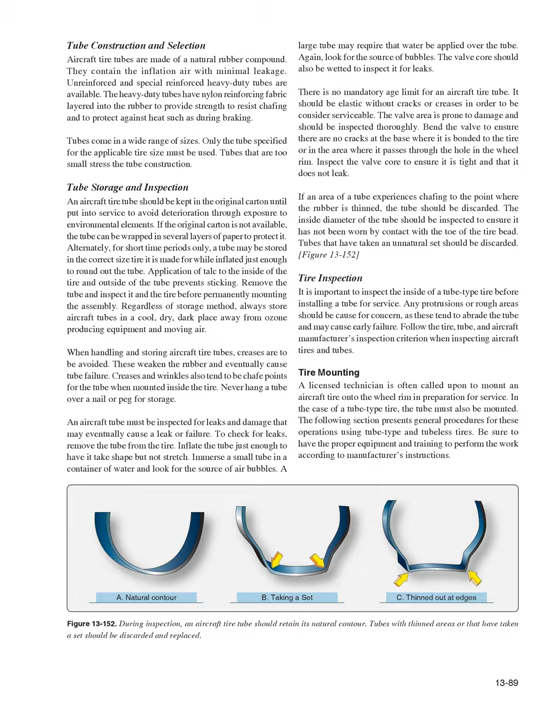 Tube Construction and Selection
Aircraft tire tubes are made of a natural rubber compound.
They contain the inflation air with minimal leakage.
Unreinforced and special reinforced heavy-duty tubes are
available. The heavy-duty tubes have nylon reinforcing fabric
layered into the rubber to provide strength to resist chafing
and to protect against heat such as during braking.
Tubes come in a wide range of sizes. Only the tube specified
for the applicable tire size must be used. Tubes that are too
small stress the tube construction.
Tube Storage and Inspection
An aircraft tire tube should be kept in the original carton until
put into service to avoid deterioration through exposure to
environmental elements. If the original carton is not available,
the tube can be wrapped in several layers of paper to protect it.
Alternately, for short time periods only, a tube may be stored
in the correct size tire it is made for while inflated just enough
to round out the tube. Application of talc to the inside of the
tire and outside of the tube prevents sticking. Remove the
tube and inspect it and the tire before permanently mounting
the assembly. Regardless of storage method, always store
aircraft tubes in a cool, dry, dark place away from ozone
producing equipment and moving air.
When handling and storing aircraft tire tubes, creases are to
be avoided. These weaken the rubber and eventually cause
tube failure. Creases and wrinkles also tend to be chafe points
for the tube when mounted inside the tire. Never hang a tube
over a nail or peg for storage.
An aircraft tube must be inspected for leaks and damage that
may eventually cause a leak or failure. To check for leaks,
remove the tube from the tire. Inflate the tube just enough to
have it take shape but not stretch. Immerse a small tube in a
container of water and look for the source of air bubbles. A
large tube may require that water be applied over the tube.
Again, look for the source of bubbles. The valve core should
also be wetted to inspect it for leaks.
There is no mandatory age limit for an aircraft tire tube. It
should be elastic without cracks or creases in order to be
consider serviceable. The valve area is prone to damage and
should be inspected thoroughly. Bend the valve to ensure
there are no cracks at the base where it is bonded to the tire
or in the area where it passes through the hole in the wheel
rim. Inspect the valve core to ensure it is tight and that it
does not leak.
If an area of a tube experiences chafing to the point where
the rubber is thinned, the tube should be discarded. The
inside diameter of the tube should be inspected to ensure it
has not been worn by contact with the toe of the tire bead.
Tubes that have taken an unnatural set should be discarded.
[Figure 13-152]
Tire Inspection
It is important to inspect the inside of a tube-type tire before
installing a tube for service. Any protrusions or rough areas
should be cause for concern, as these tend to abrade the tube
and may cause early failure. Follow the tire, tube, and aircraft
manufacturer's inspection criterion when inspecting aircraft
tires and tubes.
Tire Mounting
A licensed technician is often called upon to mount an
aircraft tire onto the wheel rim in preparation for service. In
the case of a tube-type tire, the tube must also be mounted.
The following section presents general procedures for these
operations using tube-type and tubeless tires. Be sure to
have the proper equipment and training to perform the work
according to manufacturer's instructions.
A. Natural contour
B. Taking a Set
C. Thinned out at edges
Figure 13-152. During inspection, an aircraft tire tube should retain its natural contour. Tubes with thinned areas or that have taken
a set should be discarded and replaced.
13-89